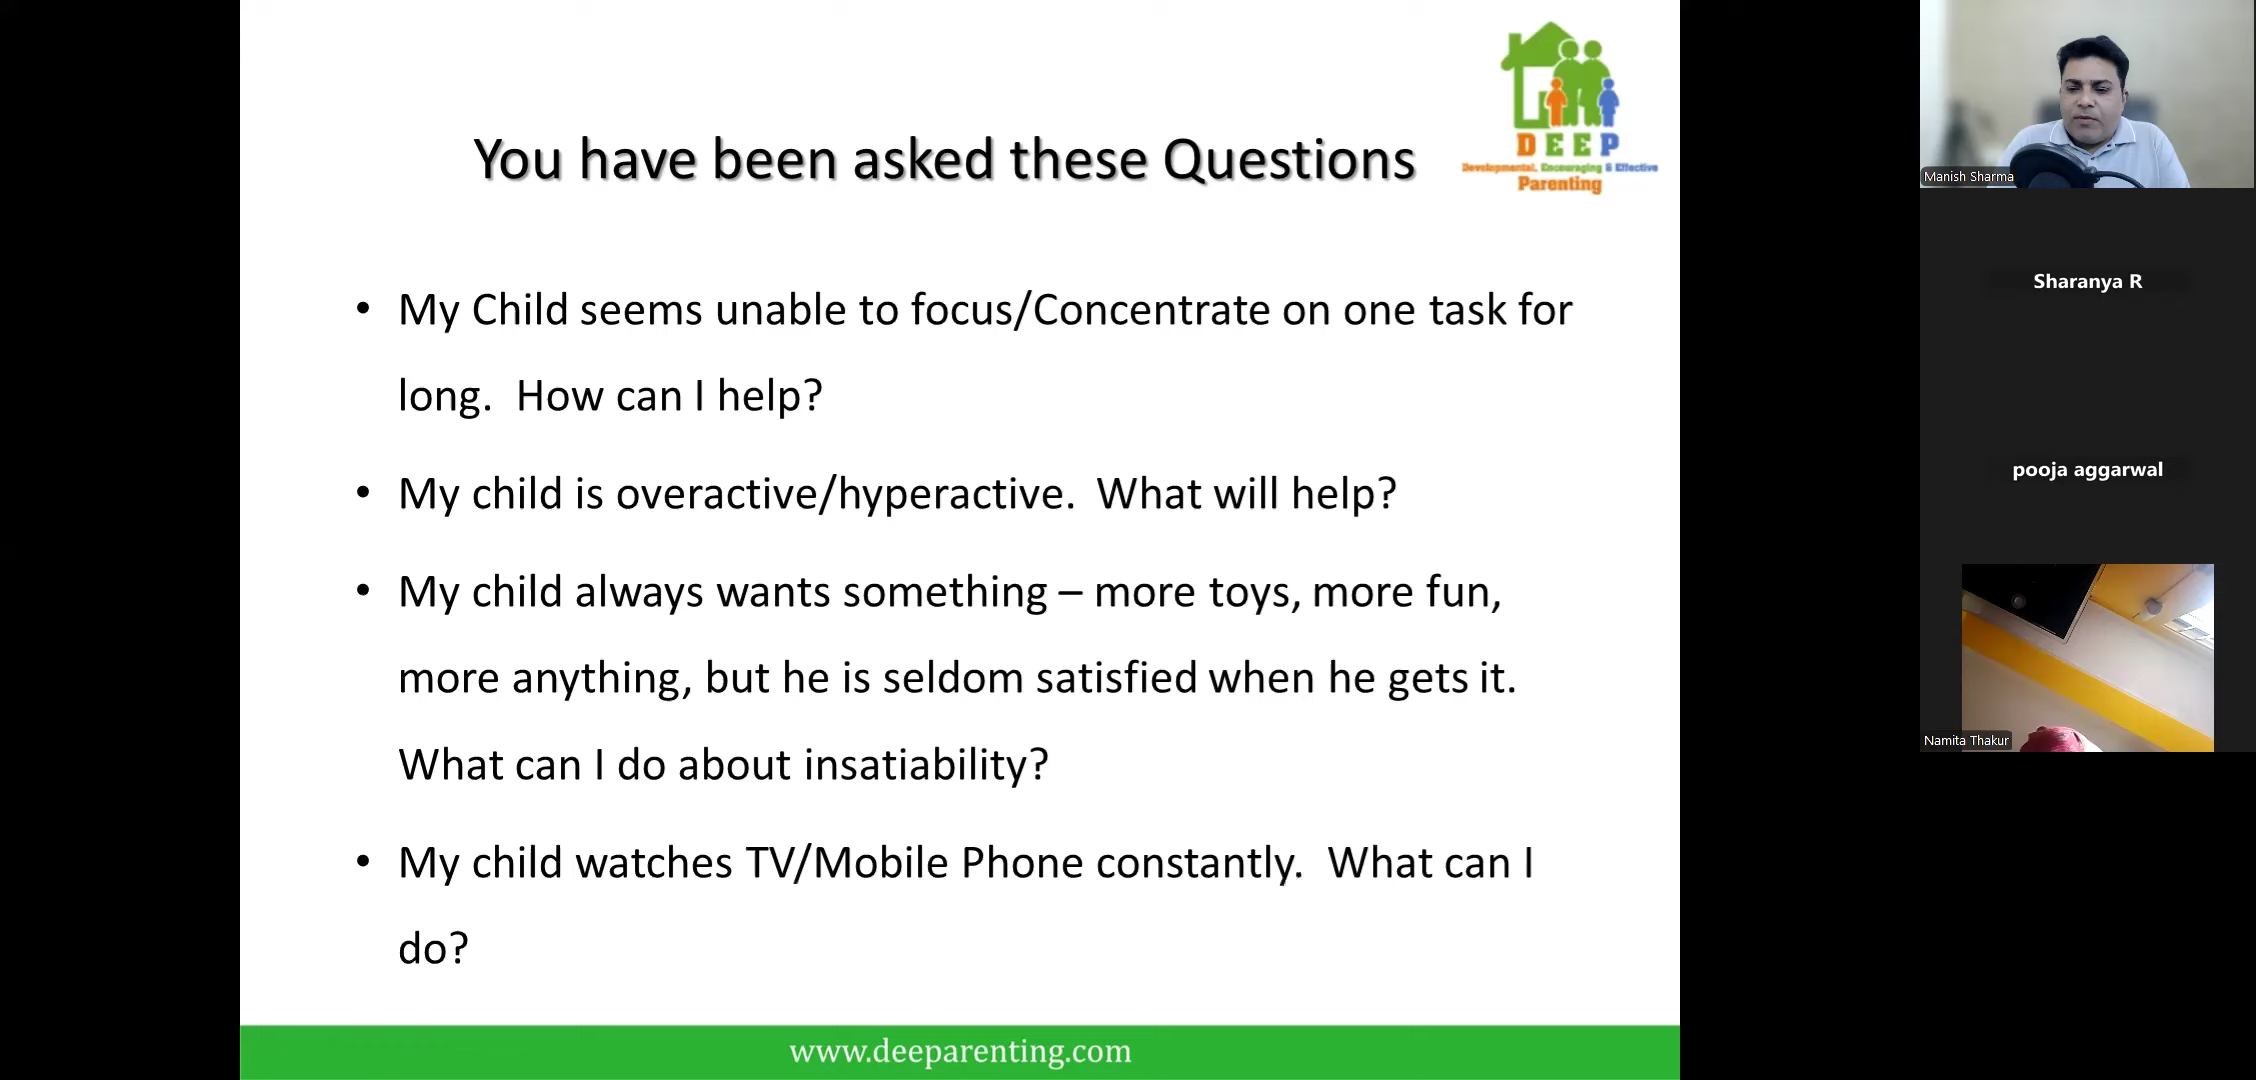 You have been asked these Questions
DEEP
Developmental, Encouraging & Effective
Parenting
• My Child seems unable to focus/Concentrate on one task for
long.  How can I help?
• My child is overactive/hyperactive.  What will help?
• My child always wants something – more toys, more fun,
more anything, but he is seldom satisfied when he gets it.
What can I do about insatiability?
• My child watches TV/Mobile Phone constantly.  What can I
do?
www.deeparenting.com
Manish Sharma
Sharanya R
pooja aggarwal
Namita Thakur